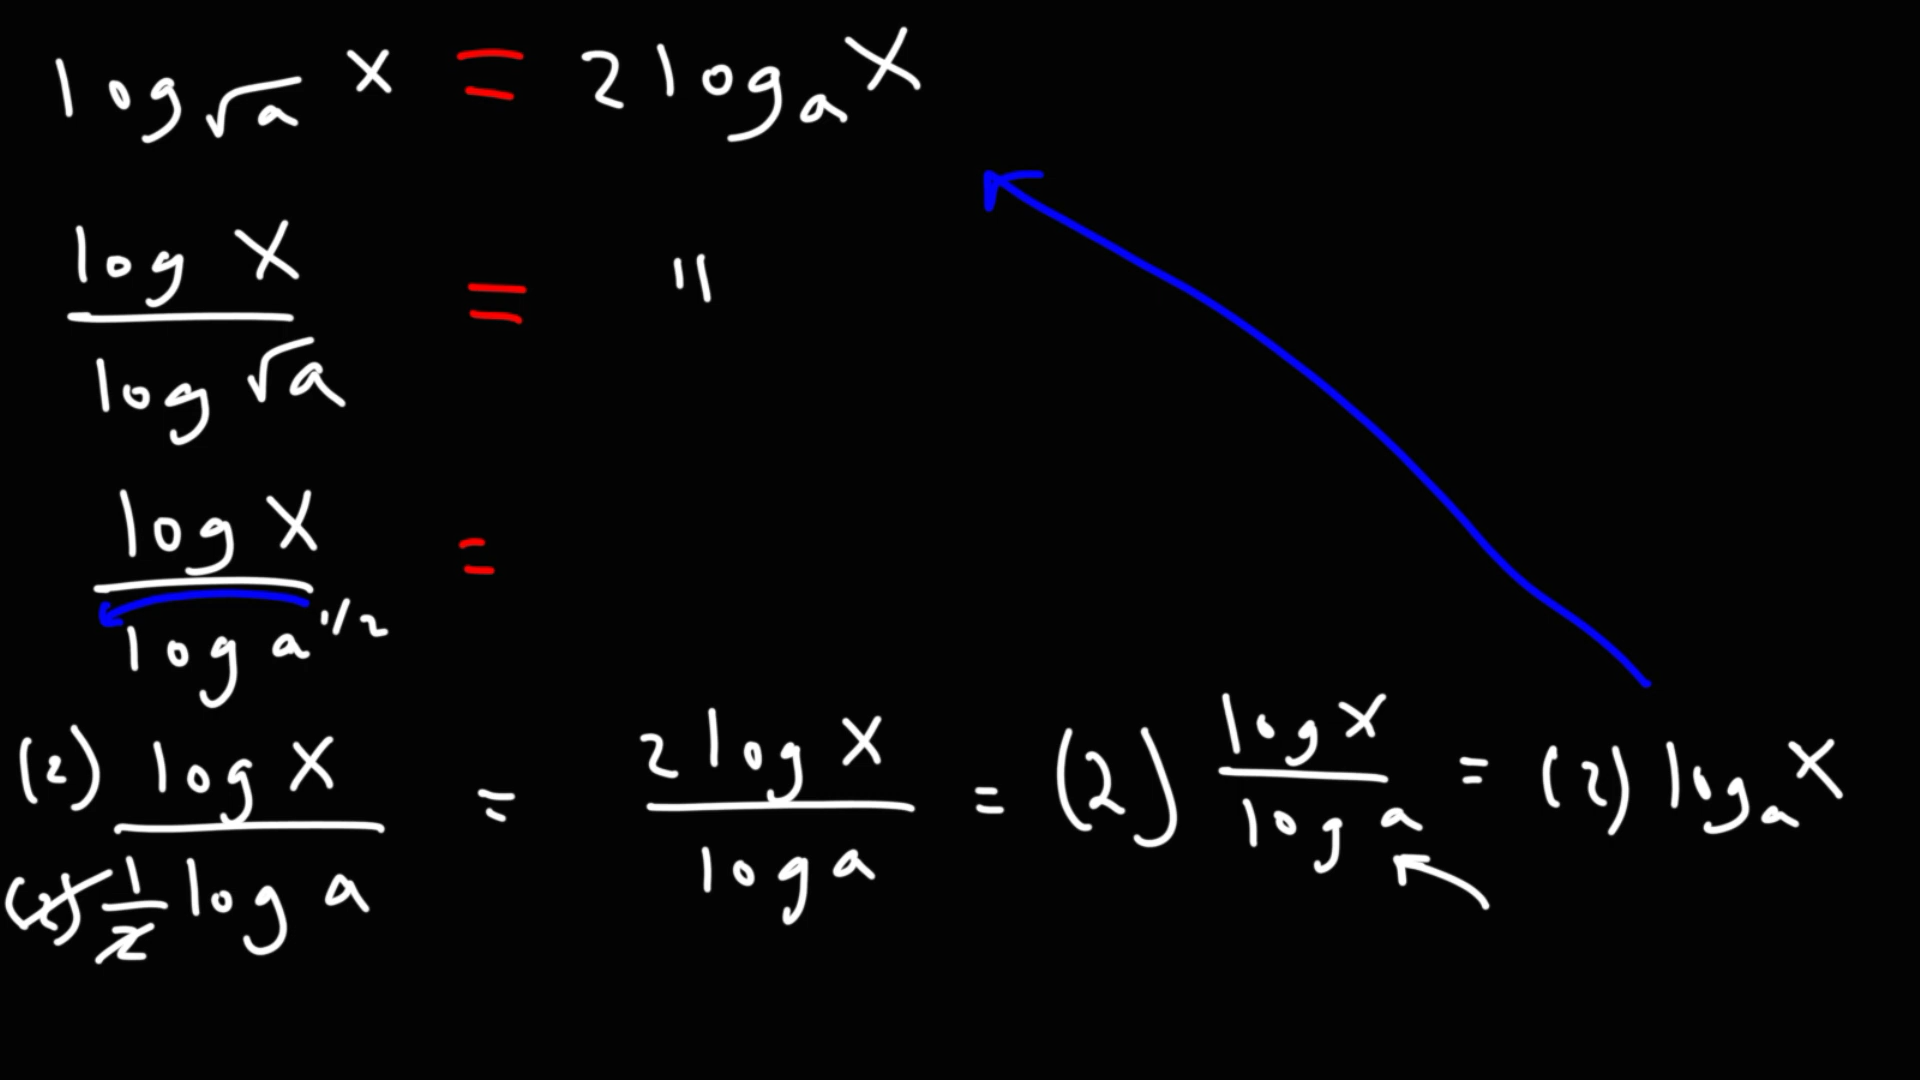 log√a x = 2 logₐ x
log x / log √a = "
log x / log a^1/2 =
(2) log x / (2) 1/2 log a = 2 log x / log a = (2) log x / log a = (2) logₐ x